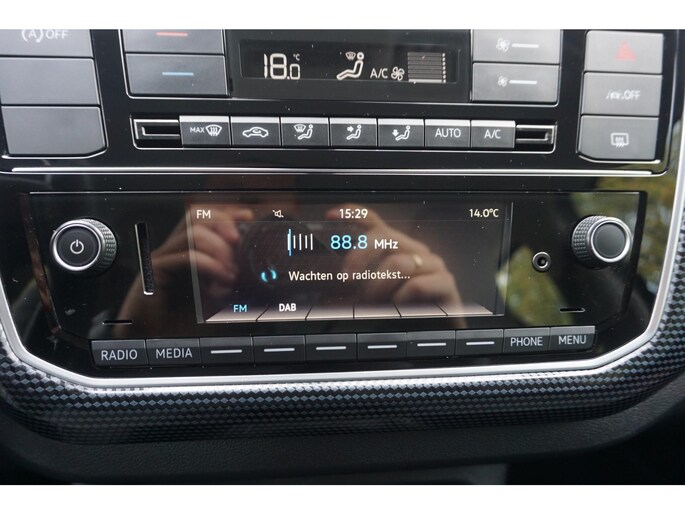 (A) OFF
18.0 °C A/C
OFF
MAX AUTO A/C
FM 15:29 14.0°C
88.8 MHz
Wachten op radiotekst...
FM DAB
RADIO MEDIA PHONE MENU